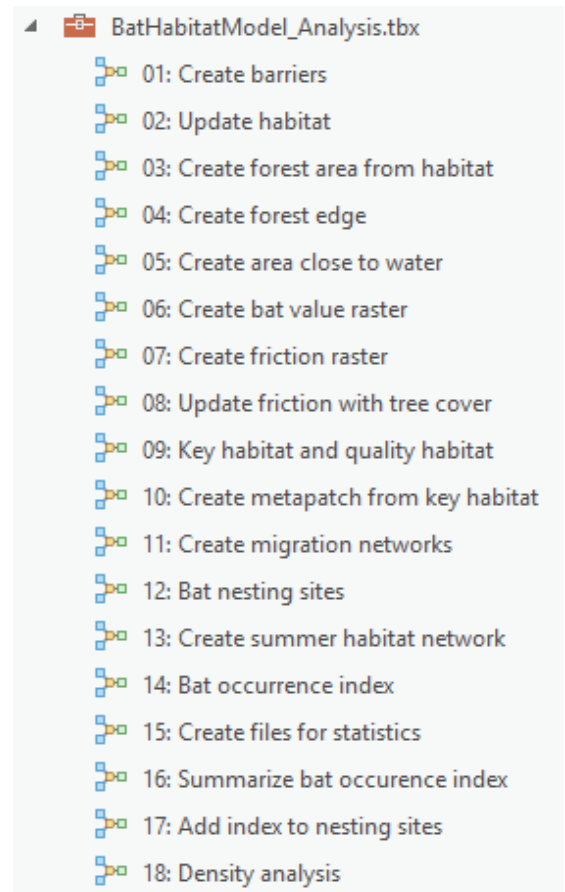 BatHabitatModel_Analysis.tbx
01: Create barriers
02: Update habitat
03: Create forest area from habitat
04: Create forest edge
05: Create area close to water
06: Create bat value raster
07: Create friction raster
08: Update friction with tree cover
09: Key habitat and quality habitat
10: Create metapatch from key habitat
11: Create migration networks
12: Bat nesting sites
13: Create summer habitat network
14: Bat occurrence index
15: Create files for statistics
16: Summarize bat occurence index
17: Add index to nesting sites
18: Density analysis